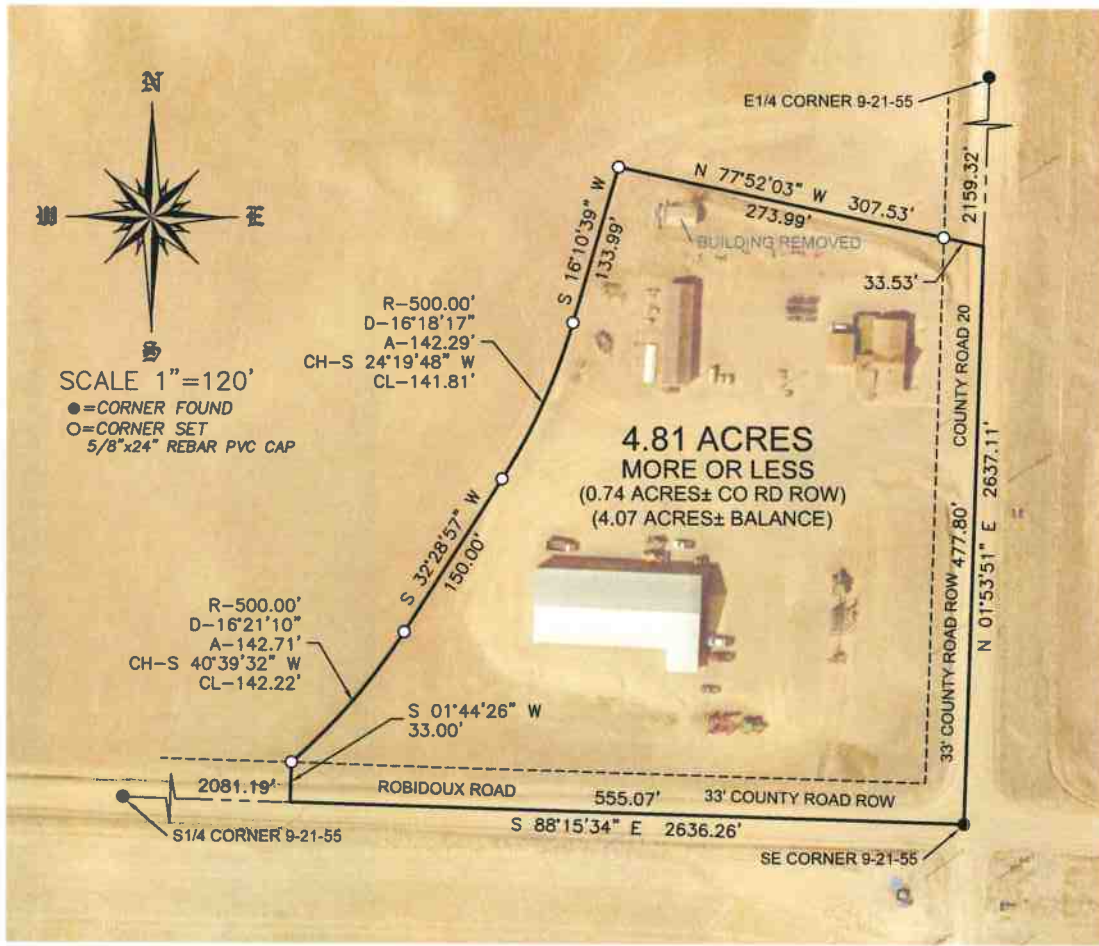 N
W
E
S
SCALE 1"=120'
●=CORNER FOUND
○=CORNER SET
5/8"x24" REBAR PVC CAP
E1/4 CORNER 9-21-55
2159.32'
N 77°52'03" W 307.53'
273.99'
BUILDING REMOVED
33.53'
S 16°10'39" W
133.99'
R-500.00'
D-16°18'17"
A-142.29'
CH-S 24°19'48" W
CL-141.81'
COUNTY ROAD 20
4.81 ACRES
MORE OR LESS
(0.74 ACRES± CO RD ROW)
(4.07 ACRES± BALANCE)
N 01°53'51" E 2637.11'
33' COUNTY ROAD ROW 477.80'
S 32°28'57" W
150.00'
R-500.00'
D-16°21'10"
A-142.71'
CH-S 40°39'32" W
CL-142.22'
S 01°44'26" W
33.00'
2081.19'
ROBIDOUX ROAD
555.07'
33' COUNTY ROAD ROW
S 88°15'34" E 2636.26'
S1/4 CORNER 9-21-55
SE CORNER 9-21-55